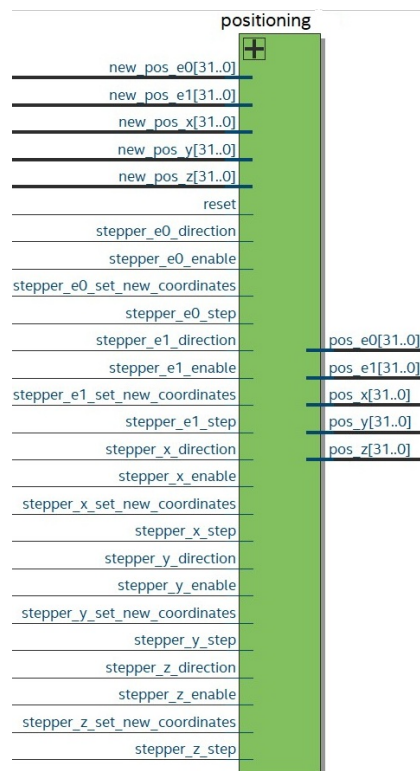 positioning
new_pos_e0[31..0]
new_pos_e1[31..0]
new_pos_x[31..0]
new_pos_y[31..0]
new_pos_z[31..0]
reset
stepper_e0_direction
stepper_e0_enable
stepper_e0_set_new_coordinates
stepper_e0_step
stepper_e1_direction
stepper_e1_enable
stepper_e1_set_new_coordinates
stepper_e1_step
stepper_x_direction
stepper_x_enable
stepper_x_set_new_coordinates
stepper_x_step
stepper_y_direction
stepper_y_enable
stepper_y_set_new_coordinates
stepper_y_step
stepper_z_direction
stepper_z_enable
stepper_z_set_new_coordinates
stepper_z_step
pos_e0[31..0]
pos_e1[31..0]
pos_x[31..0]
pos_y[31..0]
pos_z[31..0]